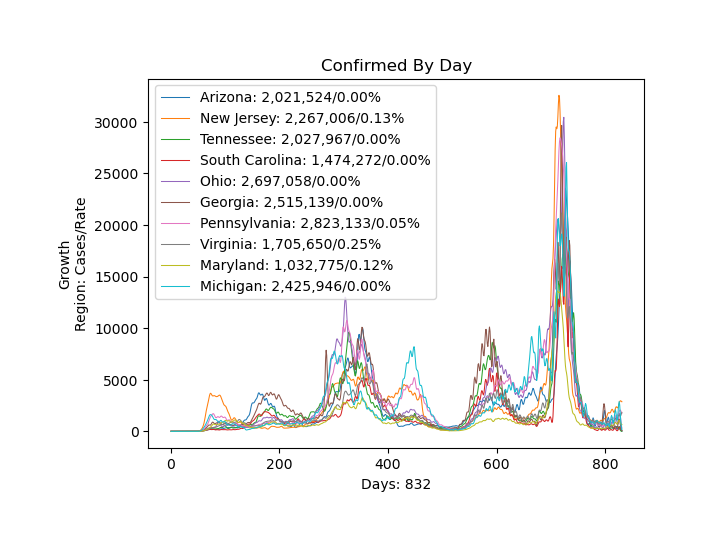 Confirmed By Day
Arizona: 2,021,524/0.00%
New Jersey: 2,267,006/0.13%
Tennessee: 2,027,967/0.00%
South Carolina: 1,474,272/0.00%
Ohio: 2,697,058/0.00%
Georgia: 2,515,139/0.00%
Pennsylvania: 2,823,133/0.05%
Virginia: 1,705,650/0.25%
Maryland: 1,032,775/0.12%
Michigan: 2,425,946/0.00%
Growth
Region: Cases/Rate
30000
25000
20000
15000
10000
5000
0
0 200 400 600 800
Days: 832